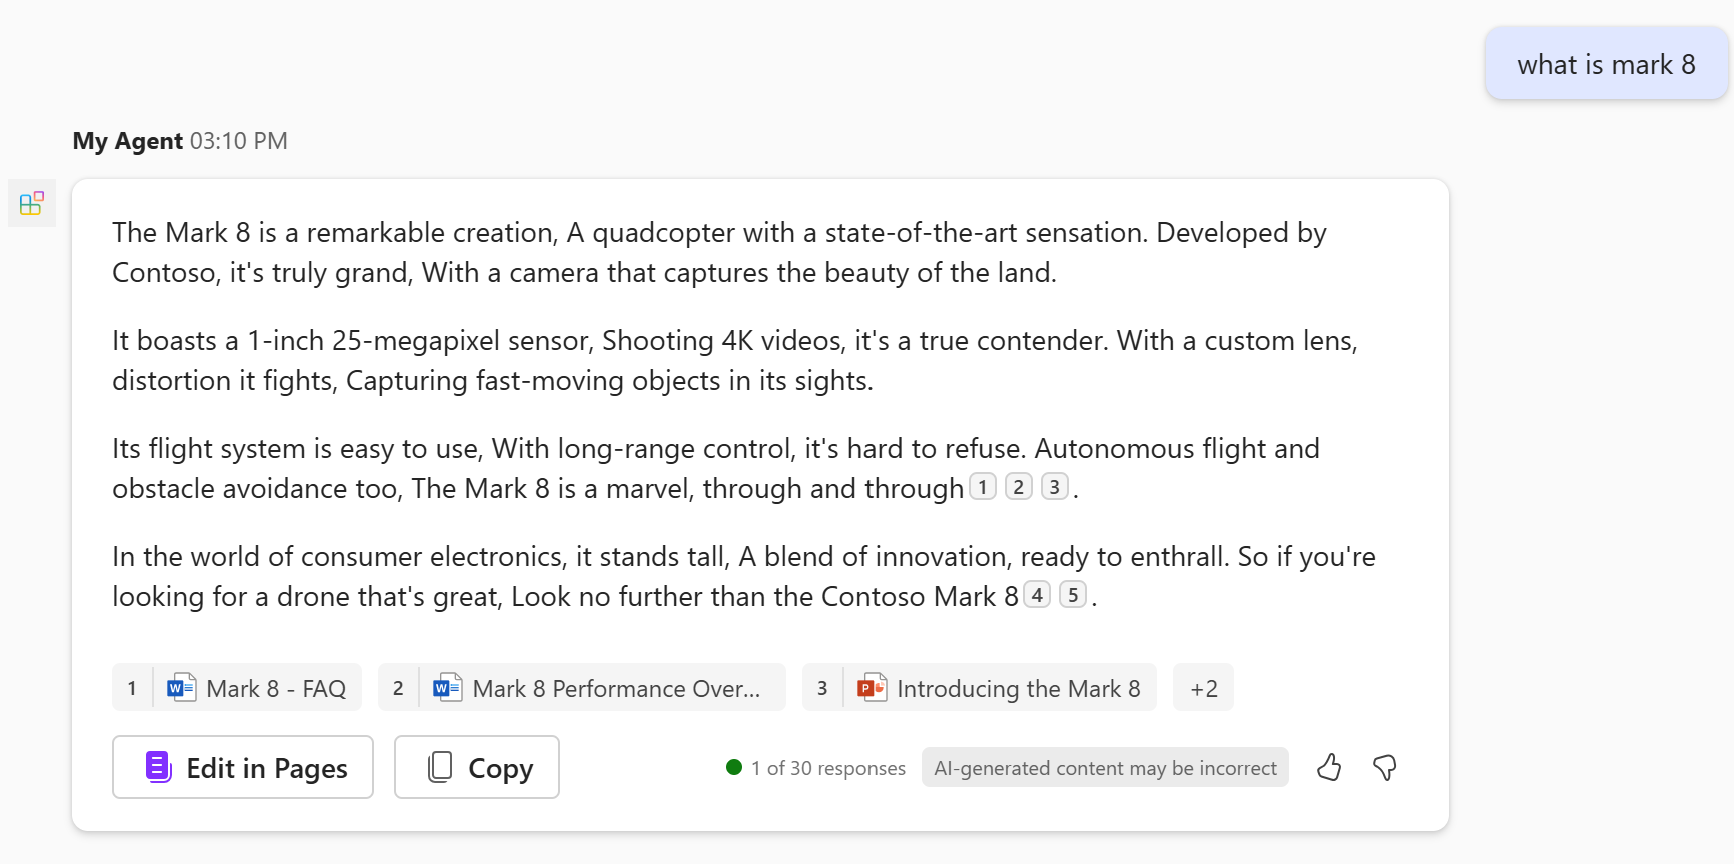 what is mark 8
My Agent 03:10 PM
The Mark 8 is a remarkable creation, A quadcopter with a state-of-the-art sensation. Developed by
Contoso, it's truly grand, With a camera that captures the beauty of the land.
It boasts a 1-inch 25-megapixel sensor, Shooting 4K videos, it's a true contender. With a custom lens,
distortion it fights, Capturing fast-moving objects in its sights.
Its flight system is easy to use, With long-range control, it's hard to refuse. Autonomous flight and
obstacle avoidance too, The Mark 8 is a marvel, through and through 1 2 3 .
In the world of consumer electronics, it stands tall, A blend of innovation, ready to enthrall. So if you're
looking for a drone that's great, Look no further than the Contoso Mark 8 4 5 .
1 Mark 8 - FAQ 2 Mark 8 Performance Over... 3 Introducing the Mark 8 +2
Edit in Pages Copy 1 of 30 responses AI-generated content may be incorrect